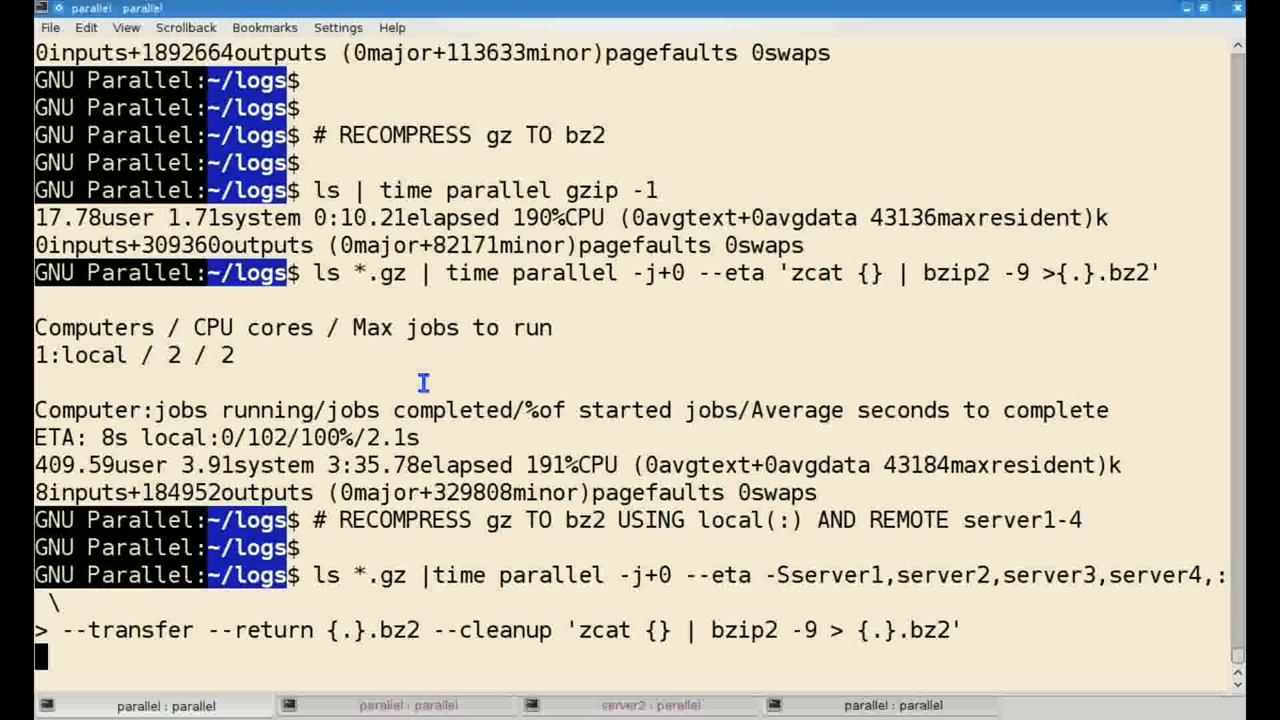 parallel : parallel
File Edit View Scrollback Bookmarks Settings Help
0inputs+1892664outputs (0major+113633minor)pagefaults 0swaps
GNU Parallel:~/logs$
GNU Parallel:~/logs$
GNU Parallel:~/logs$ # RECOMPRESS gz TO bz2
GNU Parallel:~/logs$
GNU Parallel:~/logs$ ls | time parallel gzip -1
17.78user 1.71system 0:10.21elapsed 190%CPU (0avgtext+0avgdata 43136maxresident)k
0inputs+309360outputs (0major+82171minor)pagefaults 0swaps
GNU Parallel:~/logs$ ls *.gz | time parallel -j+0 --eta 'zcat {} | bzip2 -9 >{.}.bz2'
Computers / CPU cores / Max jobs to run
1:local / 2 / 2
Computer:jobs running/jobs completed/%of started jobs/Average seconds to complete
ETA: 8s local:0/102/100%/2.1s
409.59user 3.91system 3:35.78elapsed 191%CPU (0avgtext+0avgdata 43184maxresident)k
8inputs+184952outputs (0major+329808minor)pagefaults 0swaps
GNU Parallel:~/logs$ # RECOMPRESS gz TO bz2 USING local(:) AND REMOTE server1-4
GNU Parallel:~/logs$
GNU Parallel:~/logs$ ls *.gz |time parallel -j+0 --eta -Sserver1,server2,server3,server4,:
\
> --transfer --return {.}.bz2 --cleanup 'zcat {} | bzip2 -9 > {.}.bz2'
parallel : parallel parallel : parallel server2 : parallel parallel : parallel